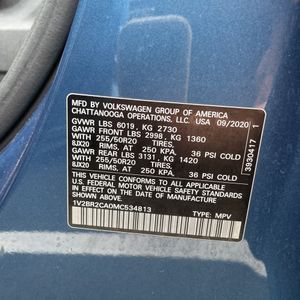 MFD. BY VOLKSWAGEN GROUP OF AMERICA
CHATTANOOGA OPERATIONS, LLC. USA 09/2020
GVWR LBS 6019, KG 2730
GAWR FRONT LBS 2998, KG 1360
255/50R20 TIRES,
8JX20 RIMS, AT 250 KPA, 36 PSI COLD
GAWR REAR LBS 3131, KG 1420
255/50R20 TIRES,
8JX20 RIMS, AT 250 KPA, 36 PSI COLD
THIS VEHICLE CONFORMS TO ALL APPLICABLE
U.S. FEDERAL MOTOR VEHICLE SAFETY STANDARDS
IN EFFECT ON THE DATE OF MANUFACTURE
SHOWN ABOVE.
1V2BR2CA0MC534813 TYPE: MPV
3930417 1